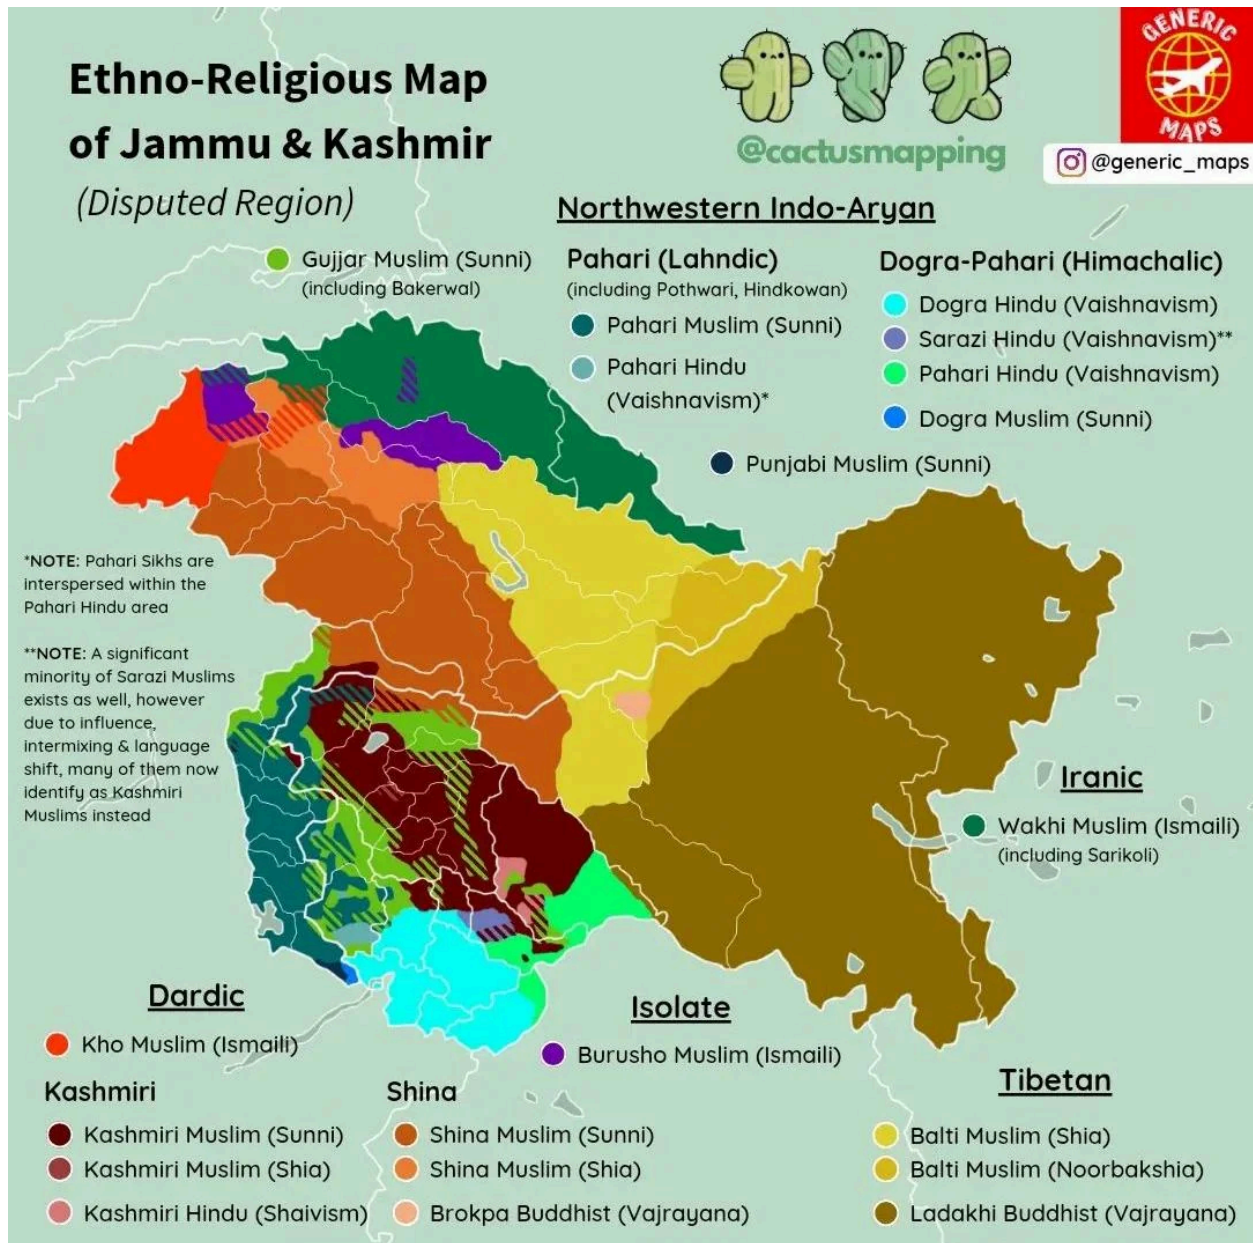 Ethno-Religious Map
of Jammu & Kashmir
(Disputed Region)
@cactusmapping
GENERIC
MAPS
@generic_maps
Northwestern Indo-Aryan
Gujjar Muslim (Sunni)
(including Bakerwal)
Pahari (Lahndic)
(including Pothwari, Hindkowan)
Pahari Muslim (Sunni)
Pahari Hindu
(Vaishnavism)*
Dogra-Pahari (Himachalic)
Dogra Hindu (Vaishnavism)
Sarazi Hindu (Vaishnavism)**
Pahari Hindu (Vaishnavism)
Dogra Muslim (Sunni)
Punjabi Muslim (Sunni)
*NOTE: Pahari Sikhs are
interspersed within the
Pahari Hindu area
**NOTE: A significant
minority of Sarazi Muslims
exists as well, however
due to influence,
intermixing & language
shift, many of them now
identify as Kashmiri
Muslims instead
Iranic
Wakhi Muslim (Ismaili)
(including Sarikoli)
Dardic
Kho Muslim (Ismaili)
Kashmiri
Kashmiri Muslim (Sunni)
Kashmiri Muslim (Shia)
Kashmiri Hindu (Shaivism)
Shina
Shina Muslim (Sunni)
Shina Muslim (Shia)
Brokpa Buddhist (Vajrayana)
Isolate
Burusho Muslim (Ismaili)
Tibetan
Balti Muslim (Shia)
Balti Muslim (Noorbakshia)
Ladakhi Buddhist (Vajrayana)